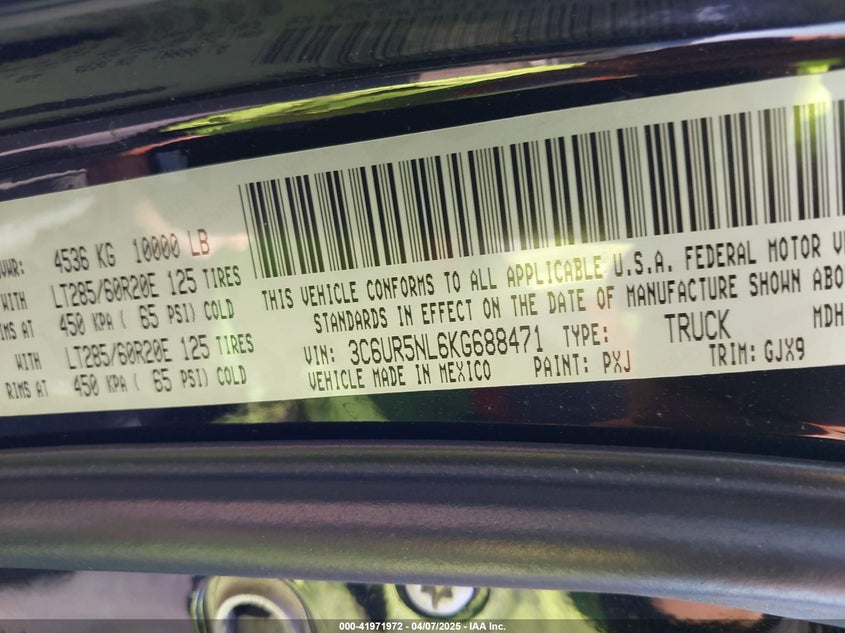 VWR: 4536 KG 10000 LB
WITH LT285/60R20E 125 TIRES
RIMS AT 450 KPA ( 65 PSI) COLD
WITH LT285/60R20E 125 TIRES
RIMS AT 450 KPA ( 65 PSI) COLD
THIS VEHICLE CONFORMS TO ALL APPLICABLE U.S.A. FEDERAL MOTOR VE
STANDARDS IN EFFECT ON THE DATE OF MANUFACTURE SHOWN ABO
VIN: 3C6UR5NL6KG688471 TYPE: TRUCK MDH
VEHICLE MADE IN MEXICO PAINT: PXJ TRIM: GJX9
000-41971972 - 04/07/2025 - IAA Inc.